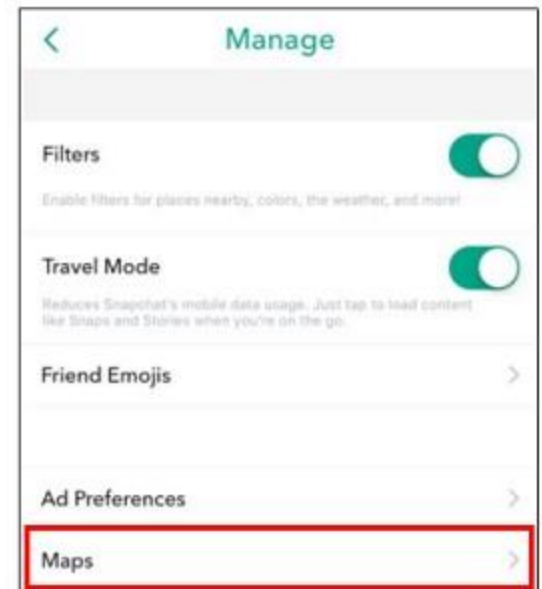 Manage
Filters
Enable filters for places nearby, colors, the weather, and more!
Travel Mode
Reduces Snapchat's mobile data usage. Just tap to load content
like Snaps and Stories when you're on the go.
Friend Emojis
Ad Preferences
Maps